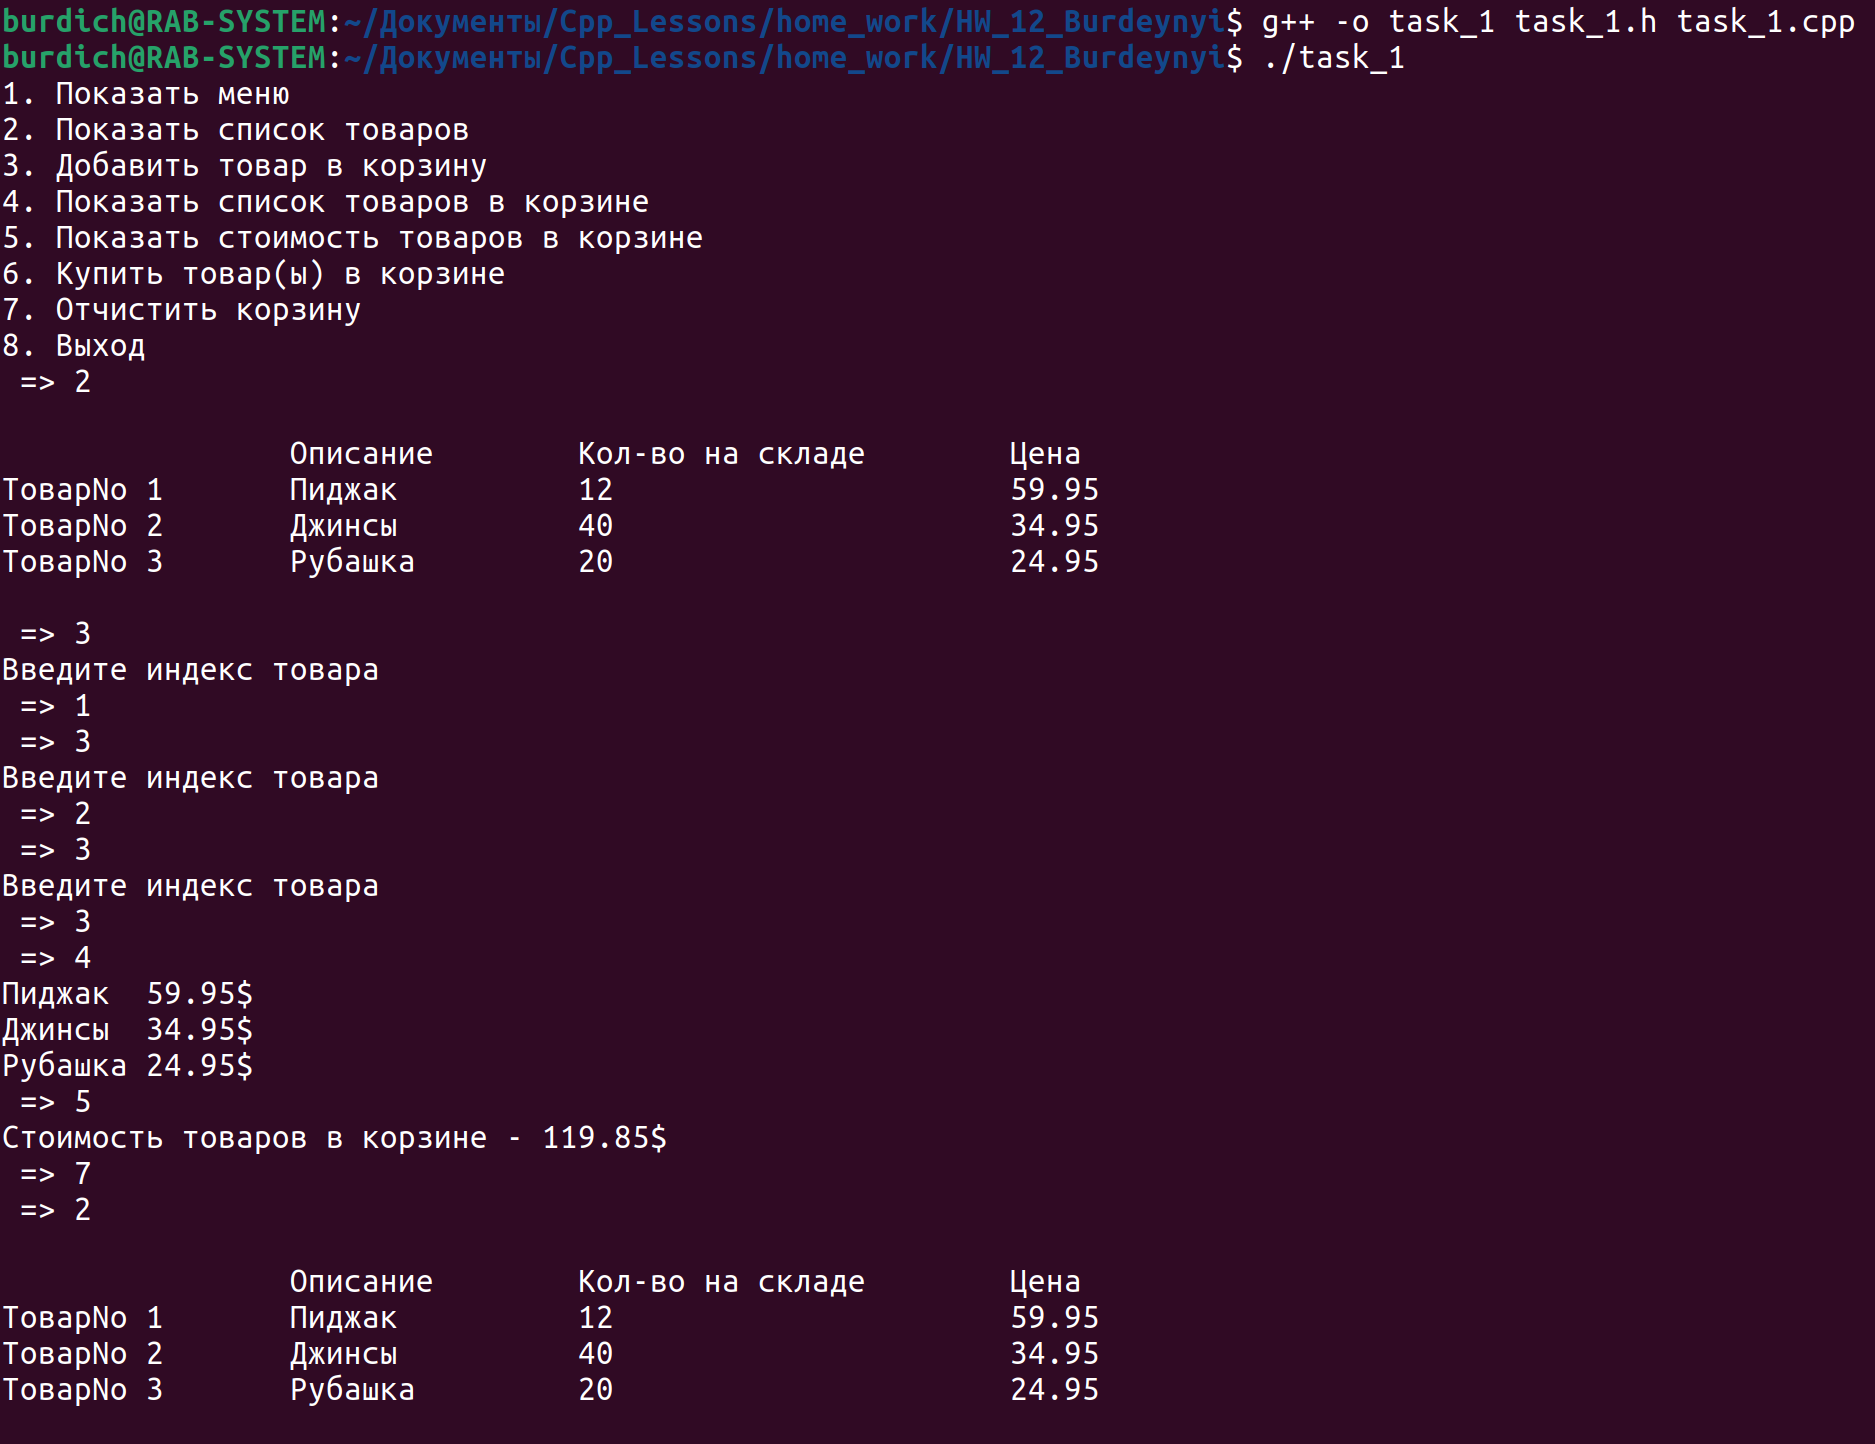 burdich@RAB-SYSTEM:~/Документы/Cpp_Lessons/home_work/HW_12_Burdeynyi$ g++ -o task_1 task_1.h task_1.cpp
burdich@RAB-SYSTEM:~/Документы/Cpp_Lessons/home_work/HW_12_Burdeynyi$ ./task_1
1. Показать меню
2. Показать список товаров
3. Добавить товар в корзину
4. Показать список товаров в корзине
5. Показать стоимость товаров в корзине
6. Купить товар(ы) в корзине
7. Отчистить корзину
8. Выход
 => 2
                Описание        Кол-во на складе        Цена
ТоварNo 1       Пиджак          12                      59.95
ТоварNo 2       Джинсы          40                      34.95
ТоварNo 3       Рубашка         20                      24.95
 => 3
Введите индекс товара
 => 1
 => 3
Введите индекс товара
 => 2
 => 3
Введите индекс товара
 => 3
 => 4
Пиджак  59.95$
Джинсы  34.95$
Рубашка 24.95$
 => 5
Стоимость товаров в корзине - 119.85$
 => 7
 => 2
                Описание        Кол-во на складе        Цена
ТоварNo 1       Пиджак          12                      59.95
ТоварNo 2       Джинсы          40                      34.95
ТоварNo 3       Рубашка         20                      24.95